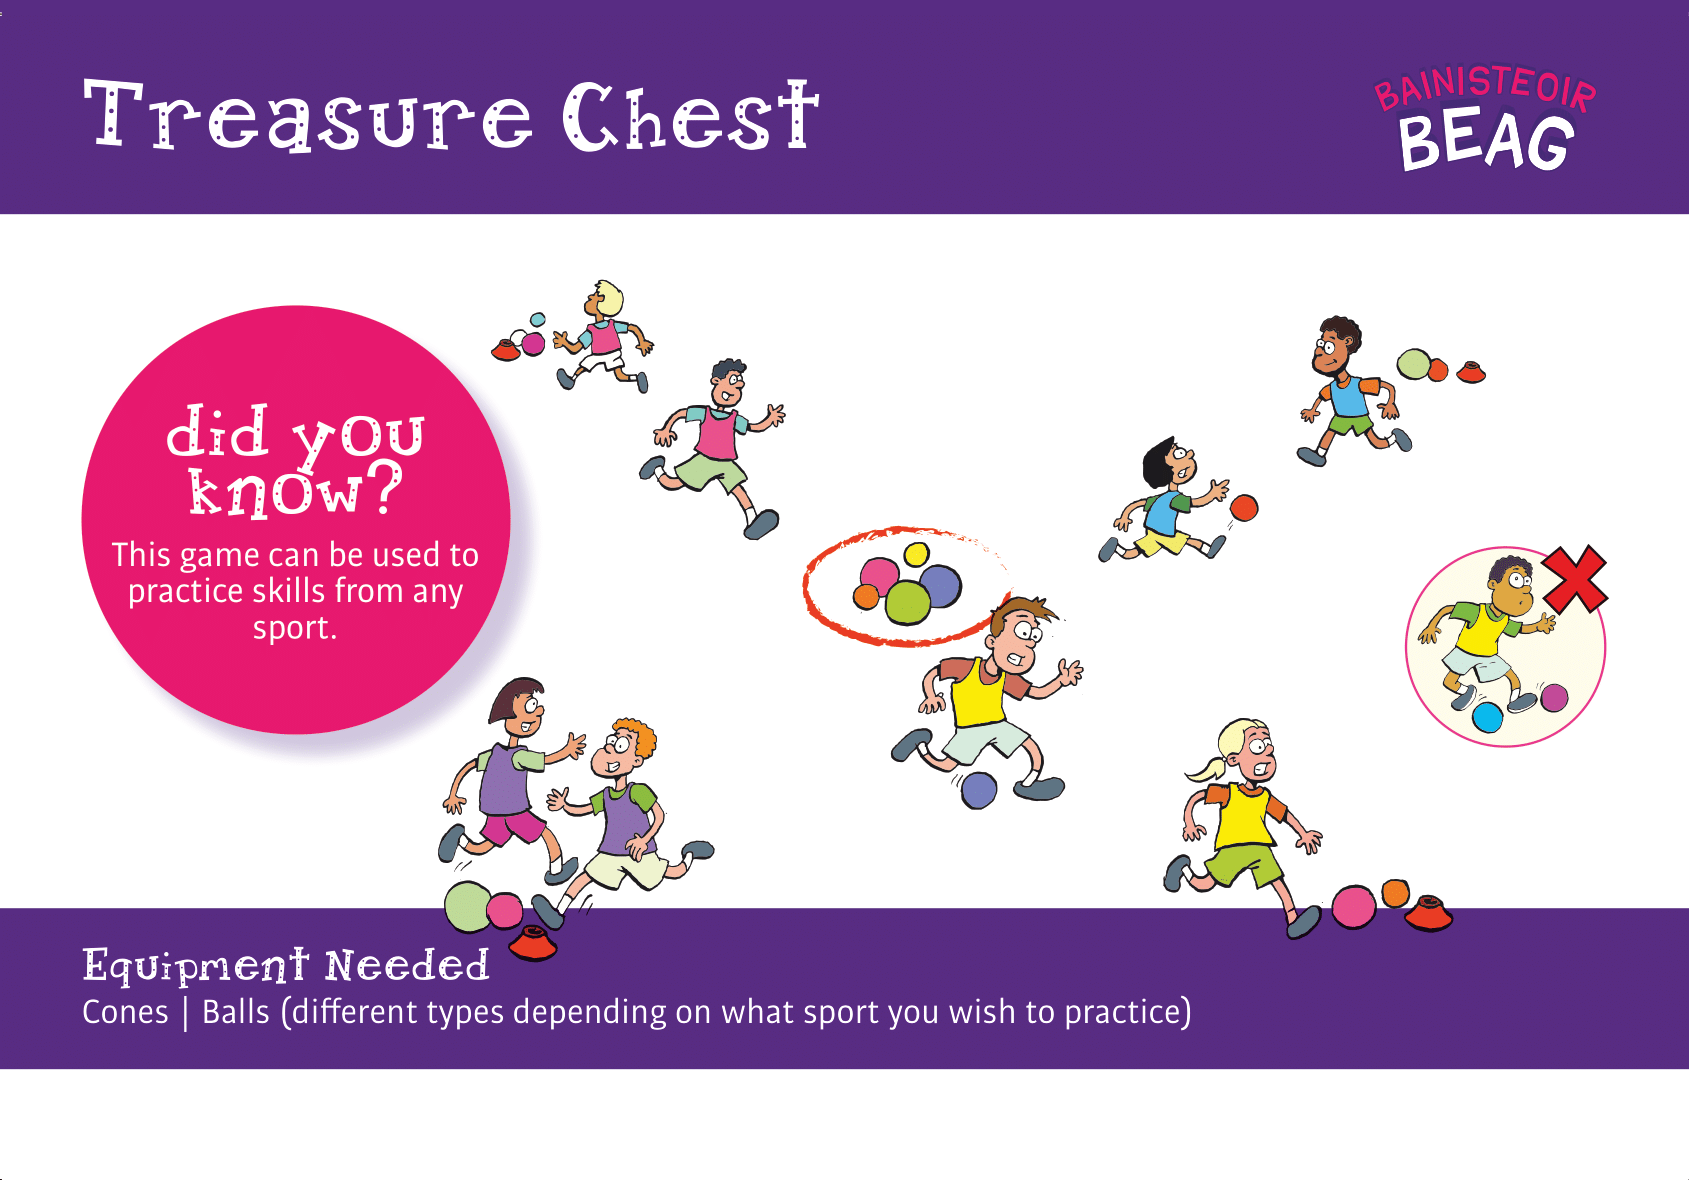 Treasure Chest
BAINISTEOIR
BEAG
did you
know?
This game can be used to
practice skills from any
sport.
Equipment Needed
Cones | Balls (different types depending on what sport you wish to practice)